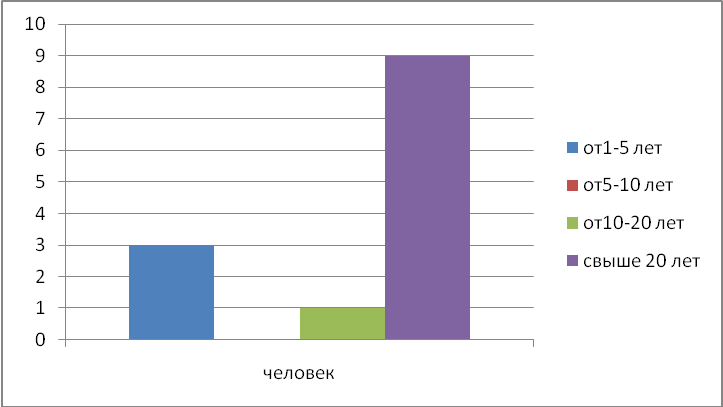 10
9
8
7
6
5
4
3
2
1
0
человек
от1-5 лет
от5-10 лет
от10-20 лет
свыше 20 лет